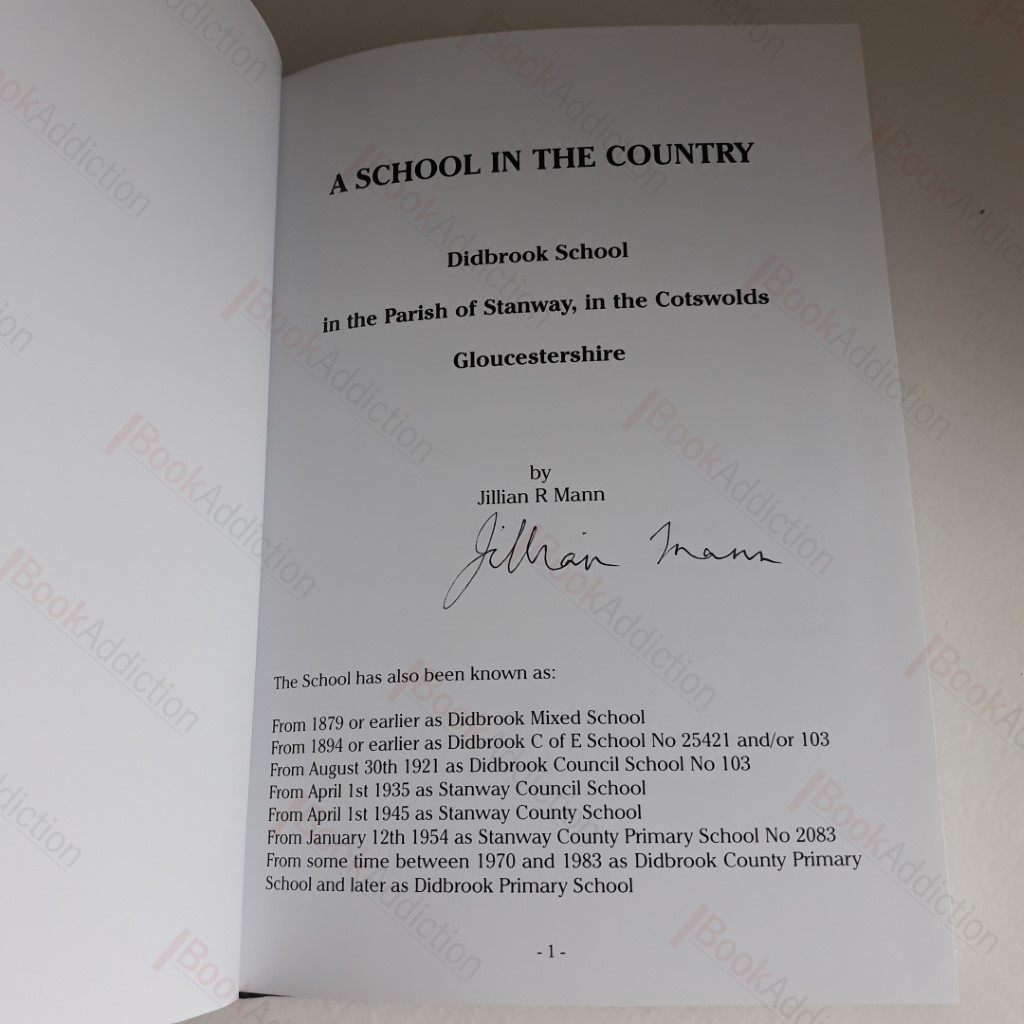 A SCHOOL IN THE COUNTRY
Didbrook School
in the Parish of Stanway, in the Cotswolds
Gloucestershire
by
Jillian R Mann
Jillian Mann
The School has also been known as:
From 1879 or earlier as Didbrook Mixed School
From 1894 or earlier as Didbrook C of E School No 25421 and/or 103
From August 30th 1921 as Didbrook Council School No 103
From April 1st 1935 as Stanway Council School
From April 1st 1945 as Stanway County School
From January 12th 1954 as Stanway County Primary School No 2083
From some time between 1970 and 1983 as Didbrook County Primary
School and later as Didbrook Primary School
- 1 -
BookAddiction